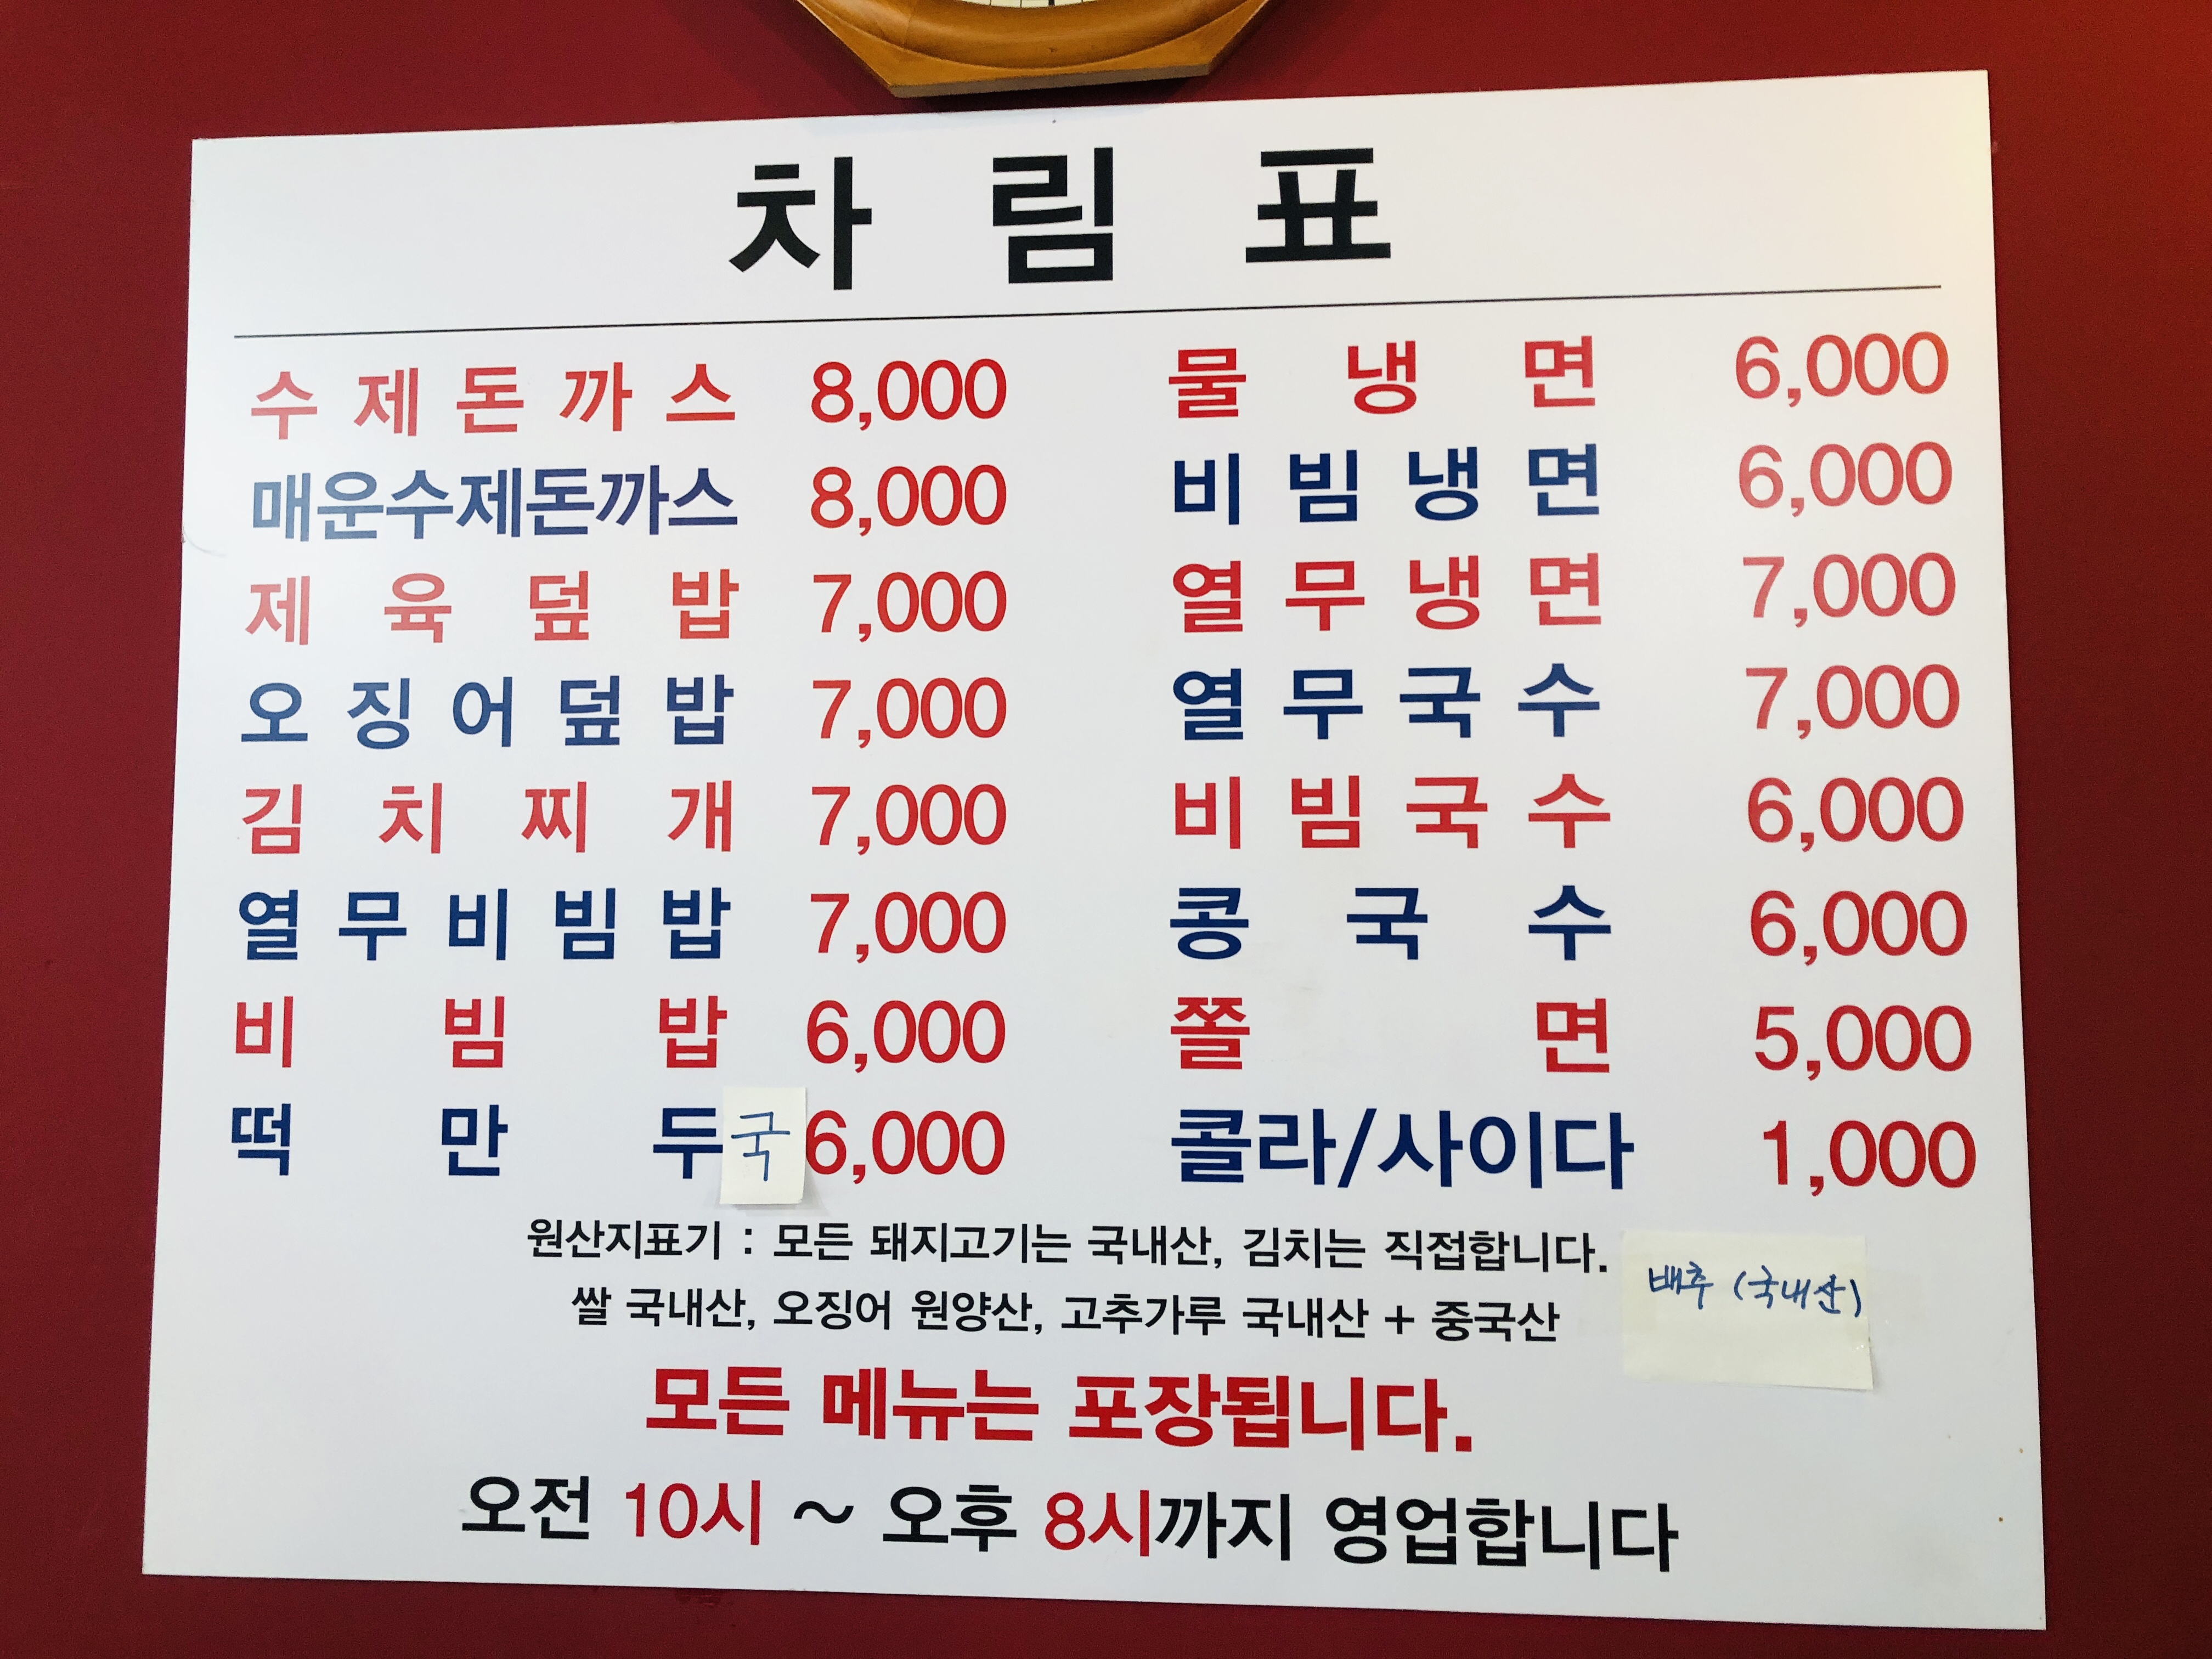 차림표
수제돈까스 8,000
매운수제돈까스 8,000
제육덮밥 7,000
오징어덮밥 7,000
김치찌개 7,000
열무비빔밥 7,000
비빔밥 6,000
떡만두국 6,000
물냉면 6,000
비빔냉면 6,000
열무냉면 7,000
열무국수 7,000
비빔국수 6,000
콩국수 6,000
쫄면 5,000
콜라/사이다 1,000
원산지표기 : 모든 돼지고기는 국내산, 김치는 직접합니다.
배추 (국내산)
쌀 국내산, 오징어 원양산, 고추가루 국내산 + 중국산
모든 메뉴는 포장됩니다.
오전 10시 ~ 오후 8시까지 영업합니다